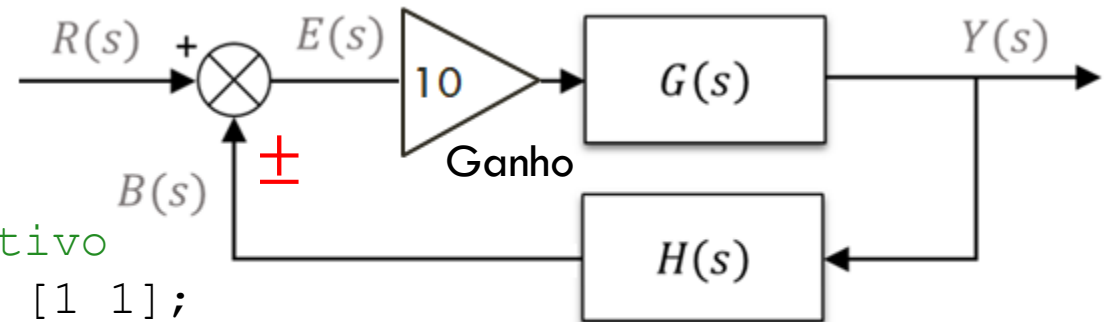 R(s) + E(s) 10 G(s) Y(s)
Ganho
±
B(s)
H(s)
tivo
[1 1];